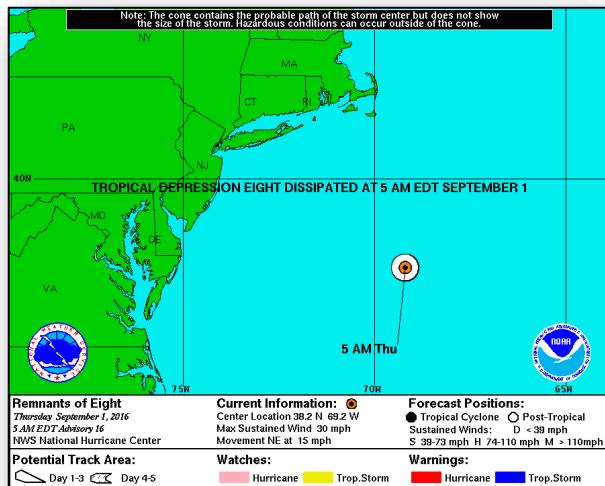 Note: The cone contains the probable path of the storm center but does not show
the size of the storm. Hazardous conditions can occur outside of the cone.
NY
MA
CT
RI
PA
NJ
40N
TROPICAL DEPRESSION EIGHT DISSIPATED AT 5 AM EDT SEPTEMBER 1
MD
DE
VA
5 AM Thu
NOAA
75W
70W
65W
Remnants of Eight
Thursday September 1, 2016
5 AM EDT Advisory 16
NWS National Hurricane Center
Current Information:
Center Location 38.2 N 69.2 W
Max Sustained Wind 30 mph
Movement NE at 15 mph
Forecast Positions:
Tropical Cyclone Post-Tropical
Sustained Winds: D < 39 mph
S 39-73 mph H 74-110 mph M > 110mph
Potential Track Area:
Day 1-3 Day 4-5
Watches:
Hurricane Trop.Storm
Warnings:
Hurricane Trop.Storm